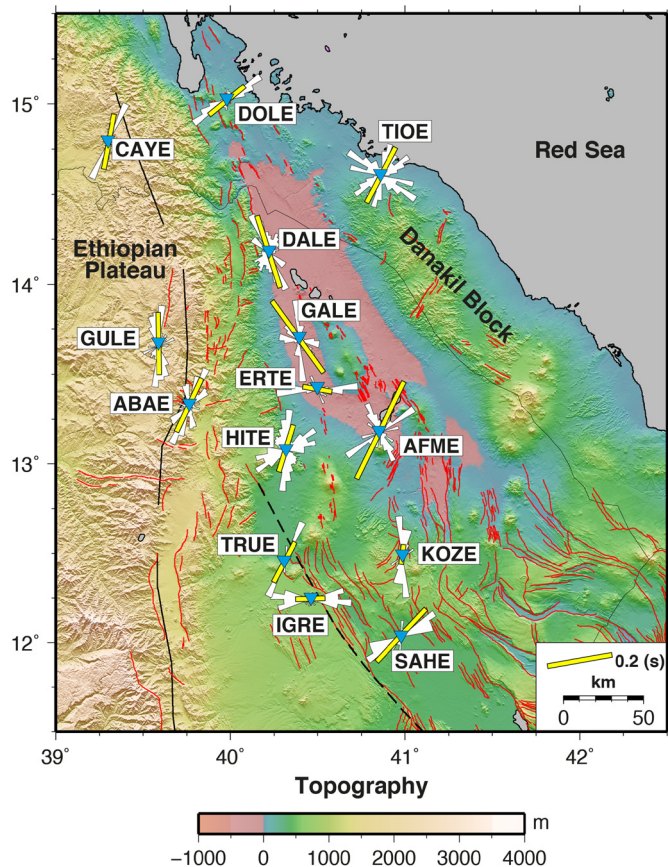 15°
DOLE
TIOE
CAYE
Red Sea
Ethiopian
Plateau
DALE
Danakil Block
14°
GALE
GULE
ERTE
ABAE
HITE
AFME
13°
TRUE
KOZE
IGRE
12°
SAHE
0.2 (s)
km
0 50
39° 40° 41° 42°
Topography
m
−1000 0 1000 2000 3000 4000